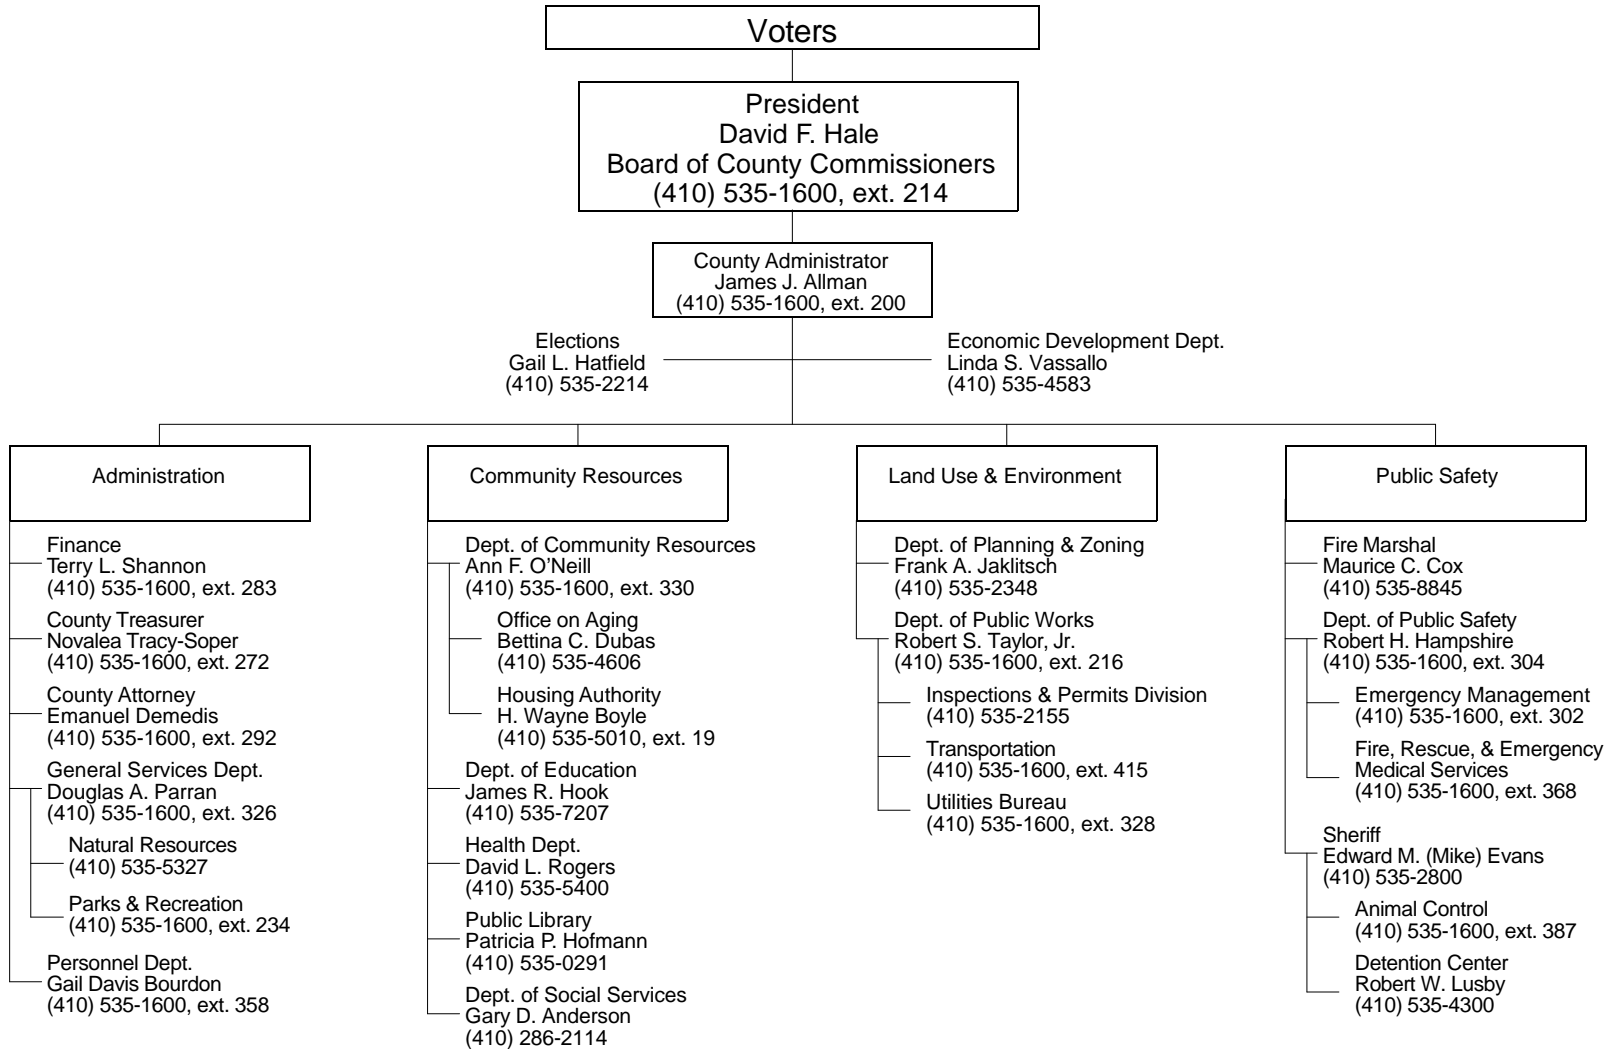 Voters
President
David F. Hale
Board of County Commissioners
(410) 535-1600, ext. 214
County Administrator
James J. Allman
(410) 535-1600, ext. 200
Elections
Gail L. Hatfield
(410) 535-2214
Economic Development Dept.
Linda S. Vassallo
(410) 535-4583
Administration
Finance
Terry L. Shannon
(410) 535-1600, ext. 283
County Treasurer
Novalea Tracy-Soper
(410) 535-1600, ext. 272
County Attorney
Emanuel Demedis
(410) 535-1600, ext. 292
General Services Dept.
Douglas A. Parran
(410) 535-1600, ext. 326
Natural Resources
(410) 535-5327
Parks & Recreation
(410) 535-1600, ext. 234
Personnel Dept.
Gail Davis Bourdon
(410) 535-1600, ext. 358
Community Resources
Dept. of Community Resources
Ann F. O’Neill
(410) 535-1600, ext. 330
Office on Aging
Bettina C. Dubas
(410) 535-4606
Housing Authority
H. Wayne Boyle
(410) 535-5010, ext. 19
Dept. of Education
James R. Hook
(410) 535-7207
Health Dept.
David L. Rogers
(410) 535-5400
Public Library
Patricia P. Hofmann
(410) 535-0291
Dept. of Social Services
Gary D. Anderson
(410) 286-2114
Land Use & Environment
Dept. of Planning & Zoning
Frank A. Jaklitsch
(410) 535-2348
Dept. of Public Works
Robert S. Taylor, Jr.
(410) 535-1600, ext. 216
Inspections & Permits Division
(410) 535-2155
Transportation
(410) 535-1600, ext. 415
Utilities Bureau
(410) 535-1600, ext. 328
Public Safety
Fire Marshal
Maurice C. Cox
(410) 535-8845
Dept. of Public Safety
Robert H. Hampshire
(410) 535-1600, ext. 304
Emergency Management
(410) 535-1600, ext. 302
Fire, Rescue, & Emergency
Medical Services
(410) 535-1600, ext. 368
Sheriff
Edward M. (Mike) Evans
(410) 535-2800
Animal Control
(410) 535-1600, ext. 387
Detention Center
Robert W. Lusby
(410) 535-4300